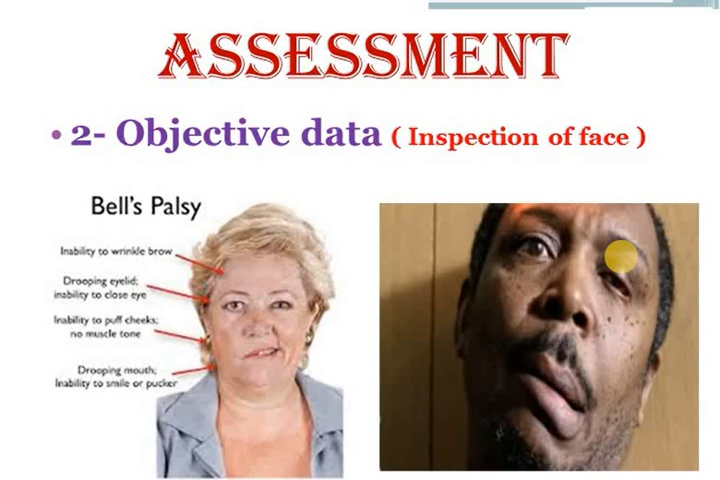 ASSESSMENT
• 2- Objective data ( Inspection of face )
Bell's Palsy
Inability to wrinkle brow
Drooping eyelid;
inability to close eye
Inability to puff cheeks;
no muscle tone
Drooping mouth;
Inability to smile or pucker